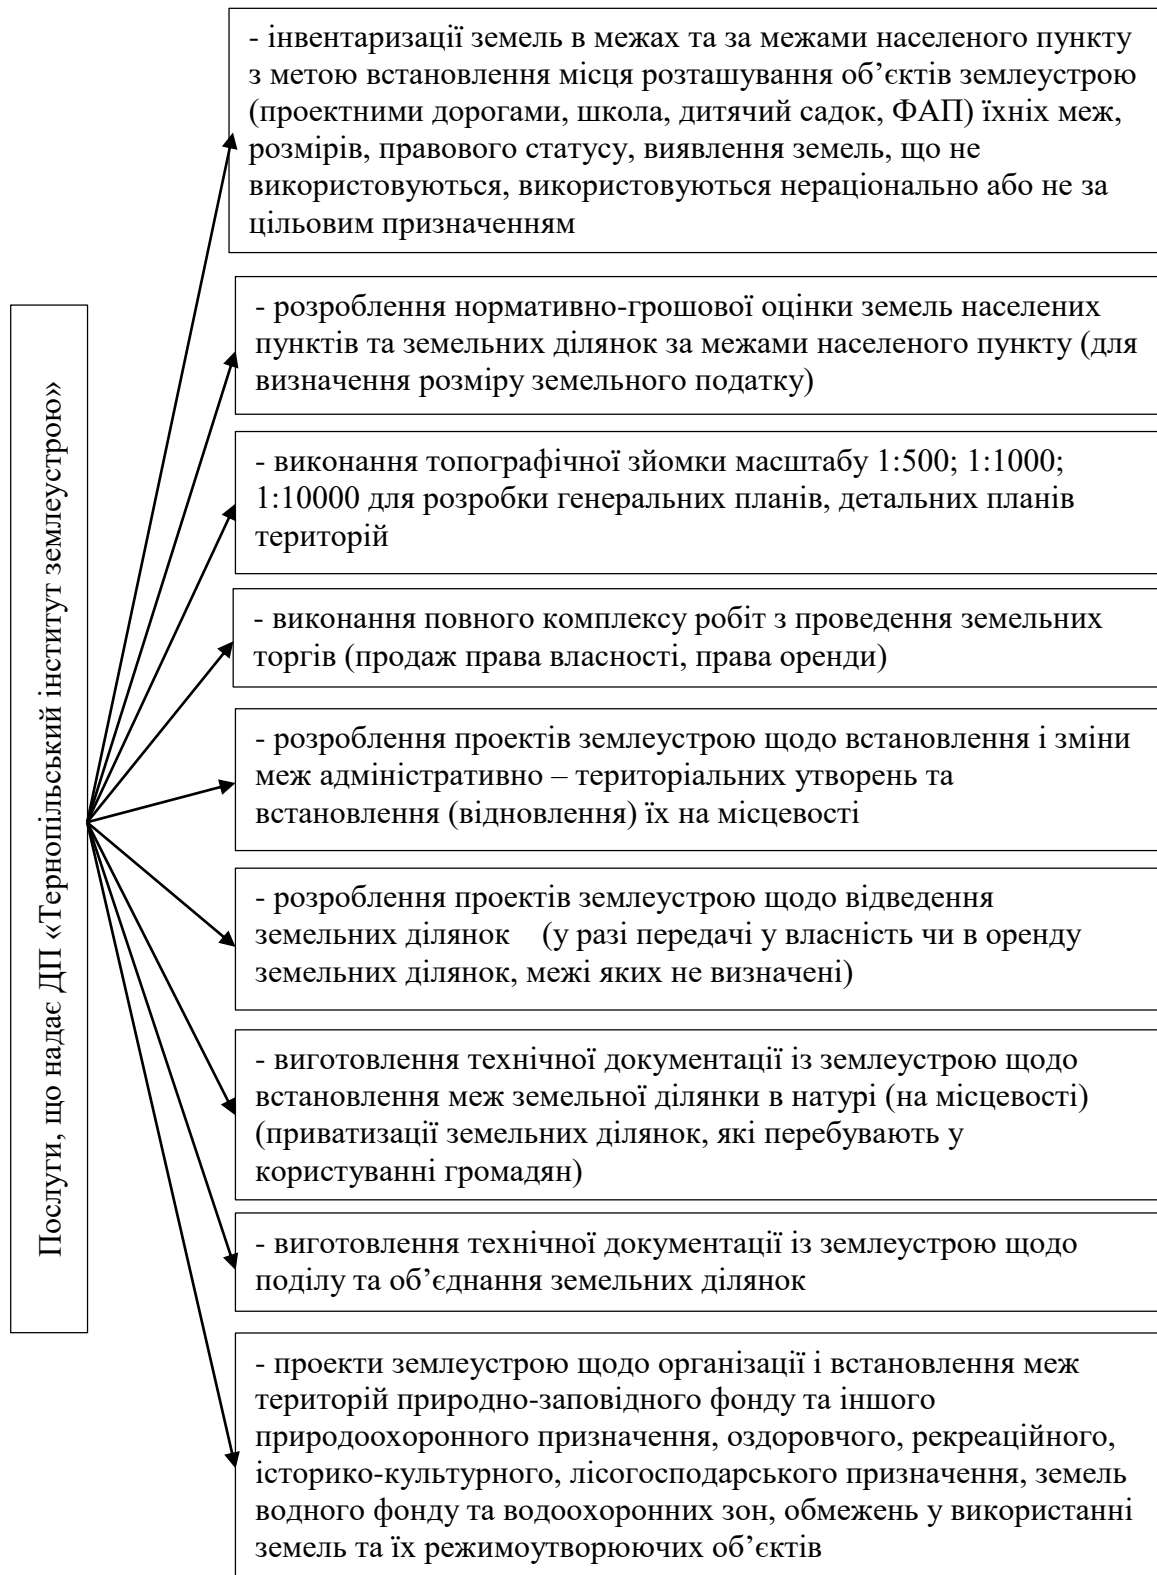 Послуги, що надає ДП «Тернопільський інститут землеустрою»
- інвентаризації земель в межах та за межами населеного пункту
з метою встановлення місця розташування об’єктів землеустрою
(проектними дорогами, школа, дитячий садок, ФАП) їхніх меж,
розмірів, правового статусу, виявлення земель, що не
використовуються, використовуються нераціонально або не за
цільовим призначенням
- розроблення нормативно-грошової оцінки земель населених
пунктів та земельних ділянок за межами населеного пункту (для
визначення розміру земельного податку)
- виконання топографічної зйомки масштабу 1:500; 1:1000;
1:10000 для розробки генеральних планів, детальних планів
територій
- виконання повного комплексу робіт з проведення земельних
торгів (продаж права власності, права оренди)
- розроблення проектів землеустрою щодо встановлення і зміни
меж адміністративно – територіальних утворень та
встановлення (відновлення) їх на місцевості
- розроблення проектів землеустрою щодо відведення
земельних ділянок (у разі передачі у власність чи в оренду
земельних ділянок, межі яких не визначені)
- виготовлення технічної документації із землеустрою щодо
встановлення меж земельної ділянки в натурі (на місцевості)
(приватизації земельних ділянок, які перебувають у
користуванні громадян)
- виготовлення технічної документації із землеустрою щодо
поділу та об’єднання земельних ділянок
- проекти землеустрою щодо організації і встановлення меж
територій природно-заповідного фонду та іншого
природоохоронного призначення, оздоровчого, рекреаційного,
історико-культурного, лісогосподарського призначення, земель
водного фонду та водоохоронних зон, обмежень у використанні
земель та їх режимоутворюючих об’єктів